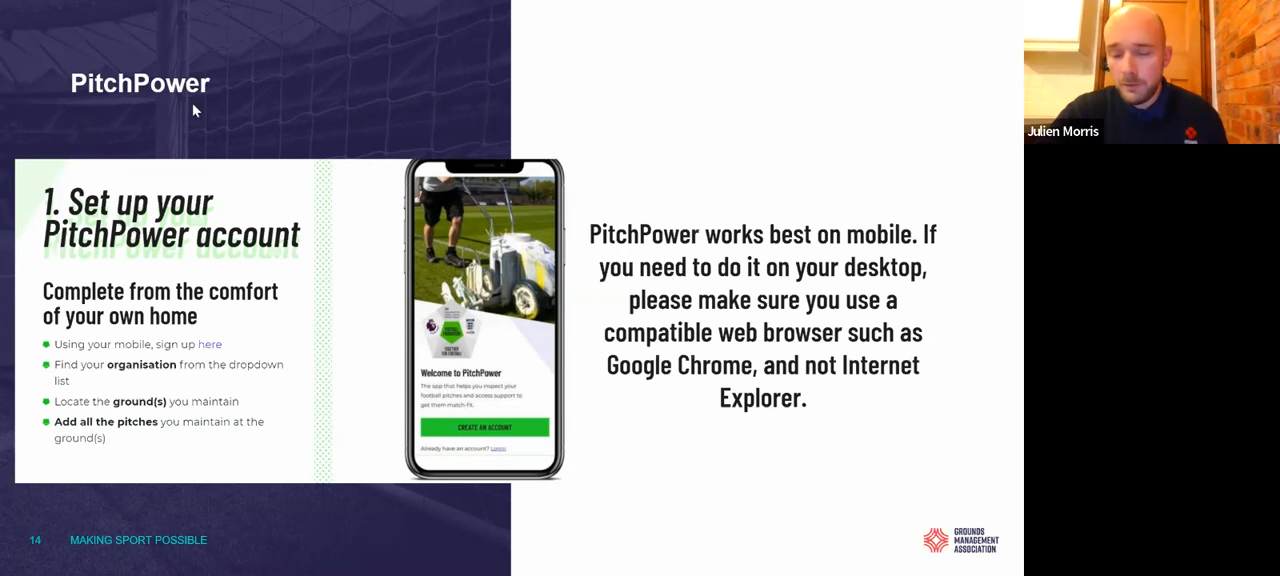 PitchPower
1. Set up your
PitchPower account
Complete from the comfort
of your own home
Using your mobile, sign up here
Find your organisation from the dropdown
list
Locate the ground(s) you maintain
Add all the pitches you maintain at the
ground(s)
Welcome to PitchPower
The app that helps you inspect your
football pitches and access support to
get them match-fit.
CREATE AN ACCOUNT
Already have an account? Login
PitchPower works best on mobile. If
you need to do it on your desktop,
please make sure you use a
compatible web browser such as
Google Chrome, and not Internet
Explorer.
14 MAKING SPORT POSSIBLE
GROUNDS
MANAGEMENT
ASSOCIATION
Julien Morris